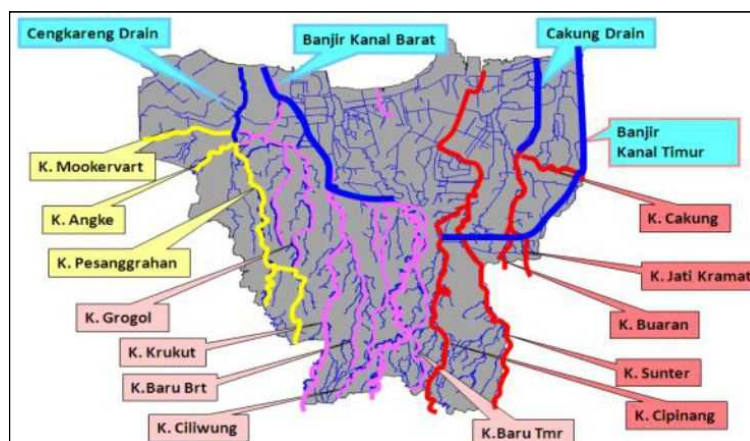 Cengkareng Drain
Banjir Kanal Barat
Cakung Drain
Banjir
Kanal Timur
K. Mookervart
K. Angke
K. Pesanggrahan
K. Grogol
K. Krukut
K.Baru Brt
K. Ciliwung
K. Cakung
K. Jati Kramat
K. Buaran
K. Sunter
K. Cipinang
K.Baru Tmr